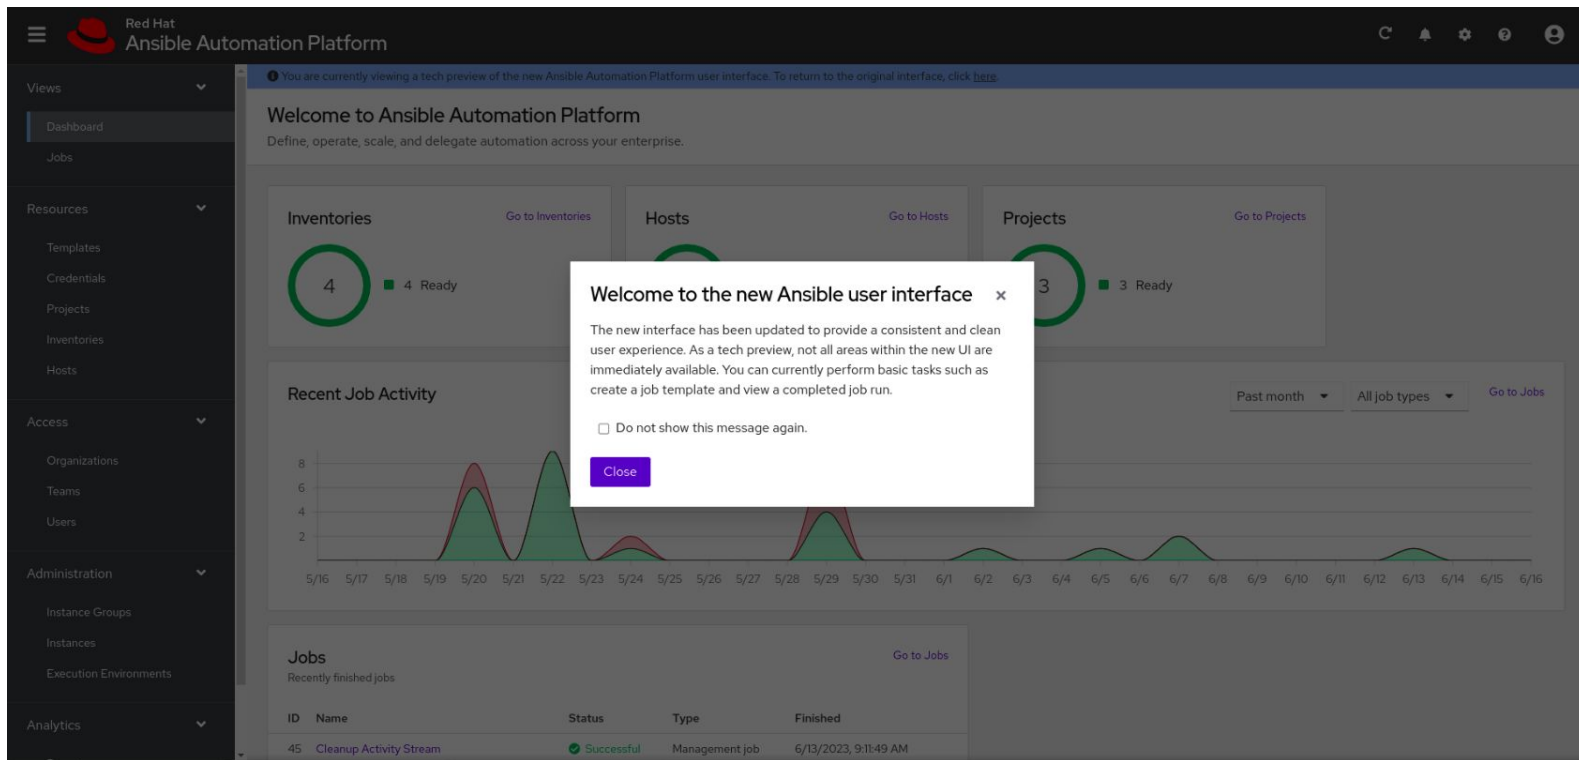 Red Hat
Ansible Automation Platform
Views
Dashboard
Jobs
Resources
Templates
Credentials
Projects
Inventories
Hosts
Access
Organizations
Teams
Users
Administration
Instance Groups
Instances
Execution Environments
Analytics
You are currently viewing a tech preview of the new Ansible Automation Platform user interface. To return to the original interface, click here.
Welcome to Ansible Automation Platform
Define, operate, scale, and delegate automation across your enterprise.
Inventories Go to Inventories
4 4 Ready
Hosts Go to Hosts
Projects Go to Projects
3 3 Ready
Welcome to the new Ansible user interface ×
The new interface has been updated to provide a consistent and clean
user experience. As a tech preview, not all areas within the new UI are
immediately available. You can currently perform basic tasks such as
create a job template and view a completed job run.
Do not show this message again.
Close
Recent Job Activity Past month All job types Go to Jobs
8
6
4
2
5/16 5/17 5/18 5/19 5/20 5/21 5/22 5/23 5/24 5/25 5/26 5/27 5/28 5/29 5/30 5/31 6/1 6/2 6/3 6/4 6/5 6/6 6/7 6/8 6/9 6/10 6/11 6/12 6/13 6/14 6/15 6/16
Jobs Go to Jobs
Recently finished jobs
ID Name Status Type Finished
45 Cleanup Activity Stream Successful Management job 6/13/2023, 9:11:49 AM